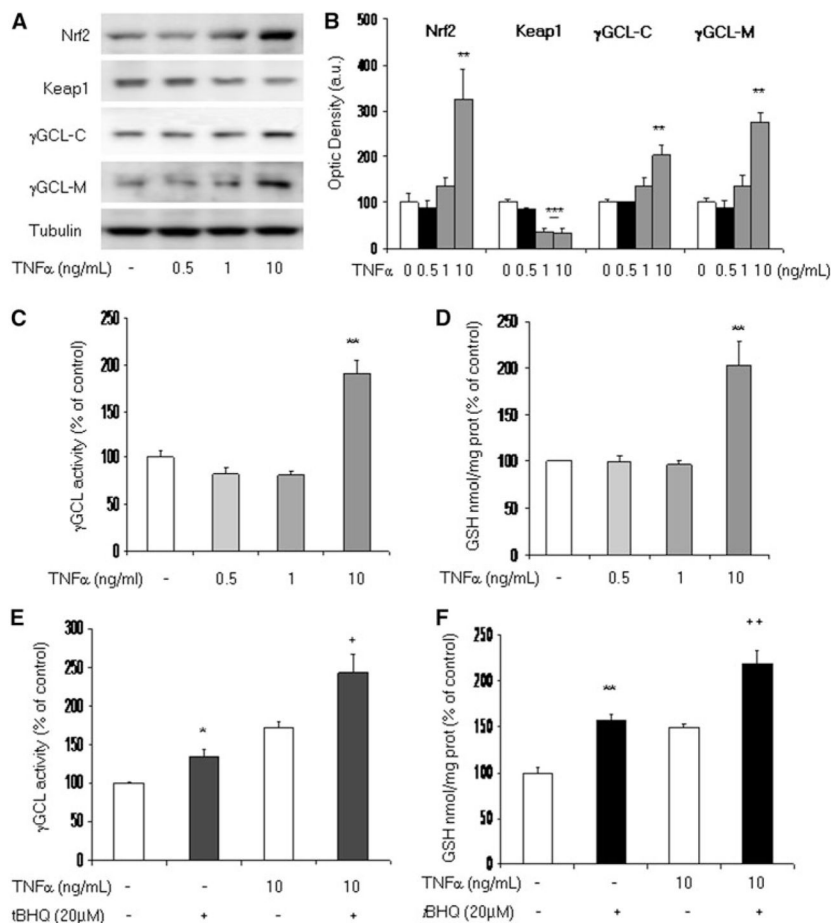 A
Nrf2
Keap1
γGCL-C
γGCL-M
Tubulin
TNFα (ng/mL) - 0.5 1 10
B
Nrf2 Keap1 γGCL-C γGCL-M
Optic Density (a.u.)
500
400
300
200
100
0
** *** ** **
TNFα 0 0.5 1 10 0 0.5 1 10 0 0.5 1 10 0 0.5 1 10 (ng/mL)
C
γGCL activity (% of control)
250
200
150
100
50
0
**
TNFα (ng/ml) - 0.5 1 10
D
GSH nmol/mg prot (% of control)
250
200
150
100
50
0
**
TNFα (ng/mL) - 0.5 1 10
E
γGCL activity (% of control)
300
250
200
150
100
50
0
* +
TNFα (ng/mL) - - 10 10
tBHQ (20μM) - + - +
F
GSH nmol/mg prot (% of control)
250
200
150
100
50
0
** ++
TNFα (ng/mL) - - 10 10
tBHQ (20μM) - + - +